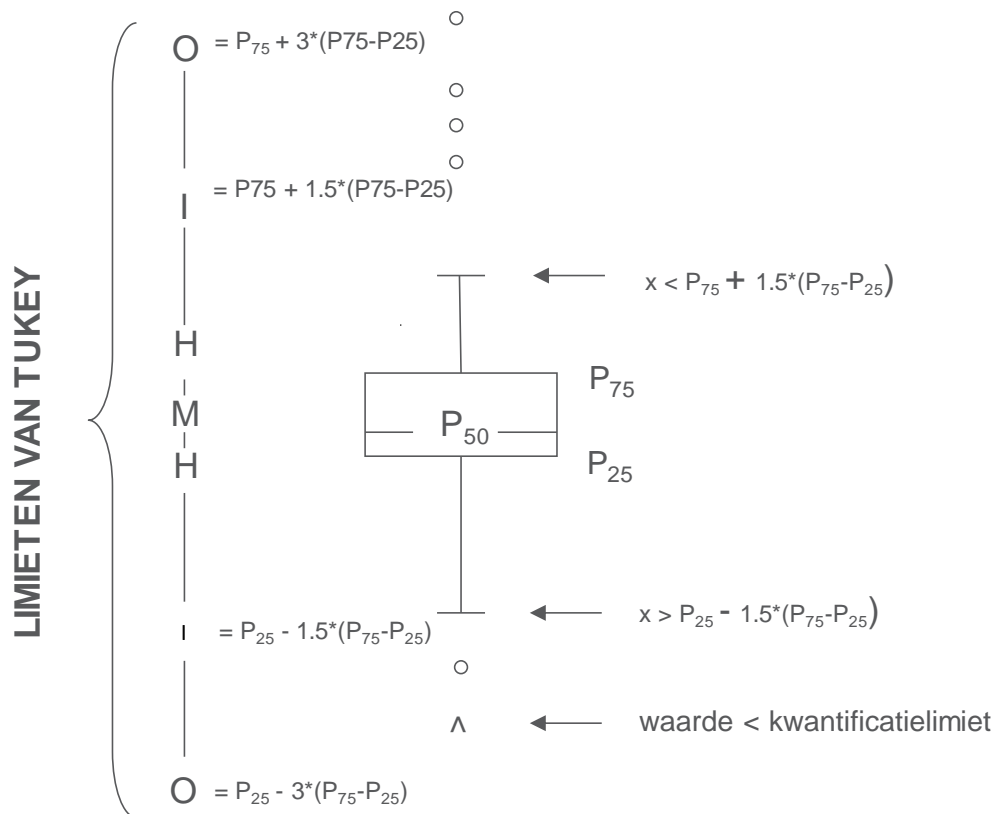 O = P₇₅ + 3*(P75-P25)
I = P75 + 1.5*(P75-P25)
x < P₇₅ + 1.5*(P₇₅-P₂₅)
LIMIETEN VAN TUKEY
H
P₇₅
M
P₅₀
H
P₂₅
x > P₂₅ - 1.5*(P₇₅-P₂₅)
I = P₂₅ - 1.5*(P₇₅-P₂₅)
^ waarde < kwantificatielimiet
O = P₂₅ - 3*(P₇₅-P₂₅)